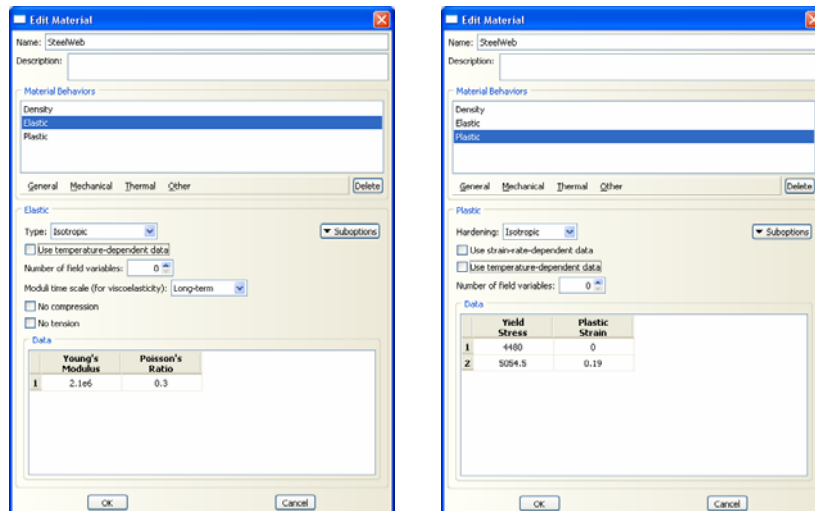 Edit Material
Name: SteelWeb
Description:
Material Behaviors
Density
Elastic
Plastic
General Mechanical Thermal Other Delete
Elastic
Type: Isotropic Suboptions
Use temperature-dependent data
Number of field variables: 0
Moduli time scale (for viscoelasticity): Long-term
No compression
No tension
Data
Young's Modulus Poisson's Ratio
1 2.1e6 0.3
OK Cancel
Edit Material
Name: SteelWeb
Description:
Material Behaviors
Density
Elastic
Plastic
General Mechanical Thermal Other Delete
Plastic
Hardening: Isotropic Suboptions
Use strain-rate-dependent data
Use temperature-dependent data
Number of field variables: 0
Data
Yield Stress Plastic Strain
1 4480 0
2 5054.5 0.19
OK Cancel